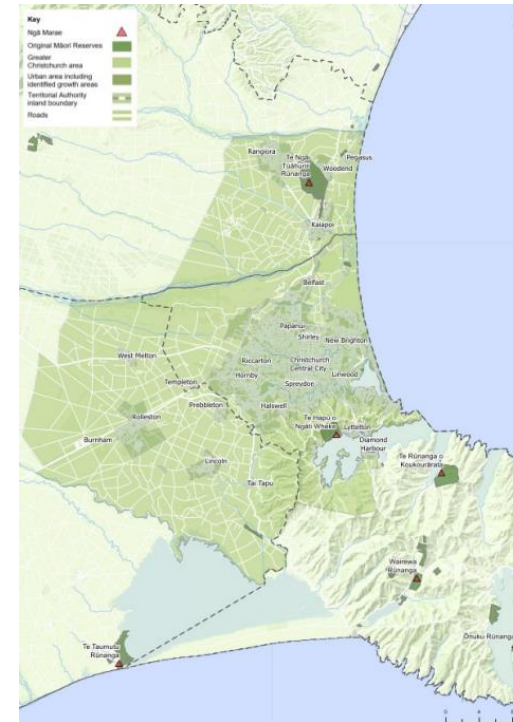 Key
Ngā Marae
Original Māori Reserves
Greater
Christchurch area
Urban area including
identified growth areas
Territorial Authority
inland boundary
Roads
Rangiora
Te Ngāi
Tūāhuriri
Rūnanga
Pegasus
Woodend
Kaiapoi
Belfast
Papanui
Shirley
New Brighton
West Melton
Riccarton
Christchurch
Central City
Linwood
Hornby
Templeton
Spreydon
Prebbleton
Halswell
Rolleston
Te Hapū o
Ngāti Wheke
Lyttelton
Diamond
Harbour
Burnham
Lincoln
Tai Tapu
Te Rūnanga o
Koukourārata
Wairewa
Rūnanga
Ōnuku Rūnanga
Te Taumutu
Rūnanga
0